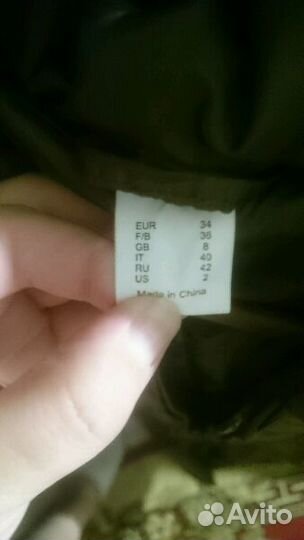 EUR 34
F/B 36
GB 8
IT 40
RU 42
US 2
Made in China
Avito